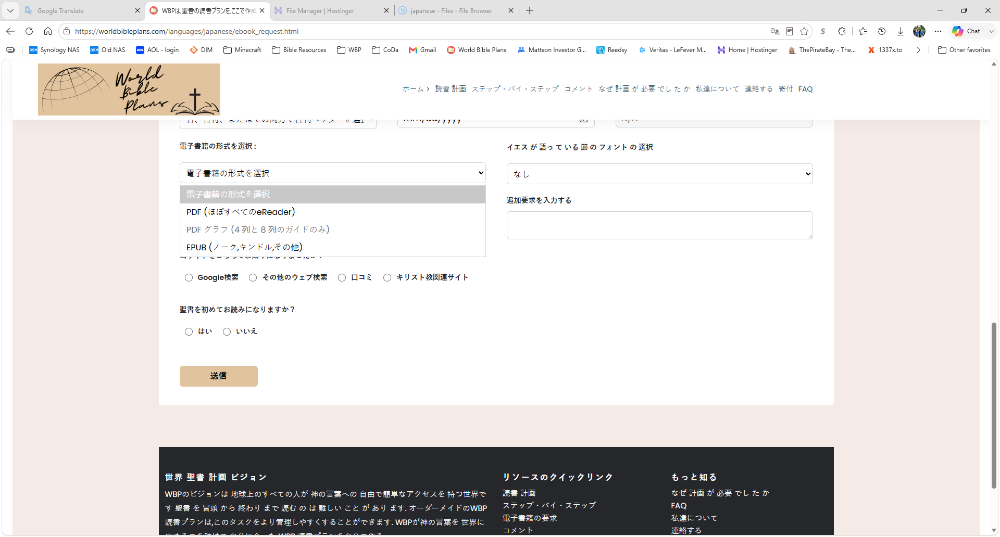 Google Translate
WBPは,聖書の読書プランを,ここで作成
File Manager | Hostinger
japanese - Files - File Browser
https://worldbibleplans.com/languages/japanese/ebook_request.html
Chat
Synology NAS
Old NAS
AOL - login
DIM
Minecraft
Bible Resources
WBP
CoDa
Gmail
World Bible Plans
Mattson Investor G...
Reedsy
Veritas - LeFever M...
Home | Hostinger
ThePirateBay - The...
1337x.to
Other favorites
World
Bible
Plans
ホーム > 読書 計画 ステップ・バイ・ステップ コメント なぜ 計画 が 必要 でし た か 私達について 連絡する 寄付 FAQ
mm/dd/yyyy
N/A
電子書籍の形式を選択 :
イエス が 語っ て いる 節 の フォント の 選択
電子書籍の形式を選択
なし
電子書籍の形式を選択
PDF (ほぼすべてのeReader)
PDF グラフ (4 列と 8 列のガイドのみ)
EPUB (ノーク,キンドル,その他)
追加要求を入力する
Google検索
その他のウェブ検索
口コミ
キリスト教関連サイト
聖書を初めてお読みになりますか？
はい
いいえ
送信
世界 聖書 計画 ビジョン
WBPのビジョンは 地球上のすべての人が 神の言葉への 自由で簡単なアクセスを 持つ世界で
す 聖書 を 冒頭 から 終わり まで 読む の は 難しい こと が あり ます. オーダーメイドのWBP
読書プランは,このタスクをより管理しやすくすることができます. WBPが神の言葉を 世界に
リソースのクイックリンク
読書 計画
ステップ・バイ・ステップ
電子書籍の要求
コメント
もっと知る
なぜ 計画 が 必要 でし た か
FAQ
私達について
連絡する